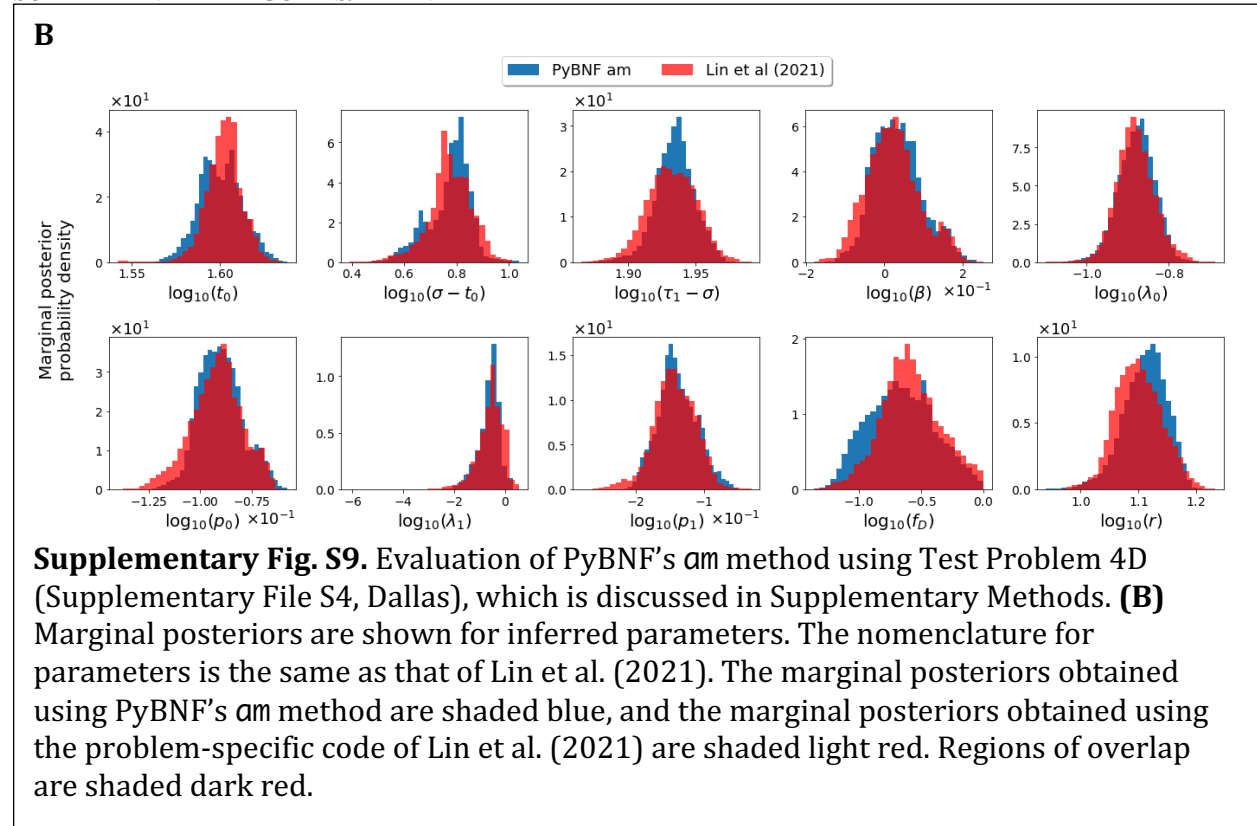 B
PyBNF am Lin et al (2021)
Marginal posterior
probability density
×10¹
4
2
0
1.55 1.60
log₁₀(t₀)
6
4
2
0
0.4 0.6 0.8 1.0
log₁₀(σ − t₀)
×10¹
3
2
1
0
1.90 1.95
log₁₀(τ₁ − σ)
6
4
2
0
−2 0 2
log₁₀(β) ×10⁻¹
7.5
5.0
2.5
0.0
−1.0 −0.8
log₁₀(λ₀)
×10¹
3
2
1
0
−1.25 −1.00 −0.75
log₁₀(p₀) ×10⁻¹
1.0
0.5
0.0
−6 −4 −2 0
log₁₀(λ₁)
×10¹
1.5
1.0
0.5
0.0
−2 −1
log₁₀(p₁) ×10⁻¹
2
1
0
−1.0 −0.5 0.0
log₁₀(f_D)
×10¹
1.0
0.5
0.0
1.0 1.1 1.2
log₁₀(r)
Supplementary Fig. S9. Evaluation of PyBNF’s am method using Test Problem 4D
(Supplementary File S4, Dallas), which is discussed in Supplementary Methods. (B)
Marginal posteriors are shown for inferred parameters. The nomenclature for
parameters is the same as that of Lin et al. (2021). The marginal posteriors obtained
using PyBNF’s am method are shaded blue, and the marginal posteriors obtained using
the problem-specific code of Lin et al. (2021) are shaded light red. Regions of overlap
are shaded dark red.